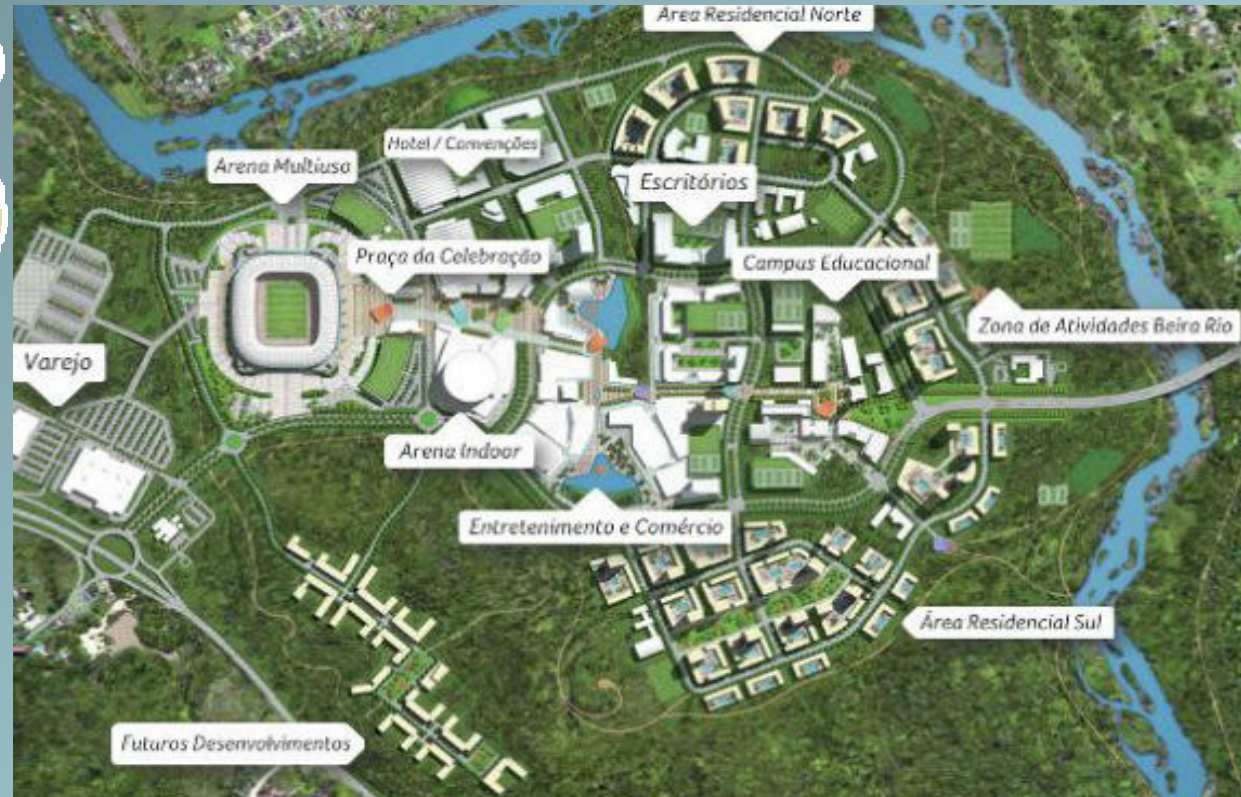 Área Residencial Norte
Hotel / Convenções
Arena Multiuso
Escritórios
Praça da Celebração
Campus Educacional
Zona de Atividades Beira Rio
Varejo
Arena Indoor
Entretenimento e Comércio
Área Residencial Sul
Futuros Desenvolvimentos